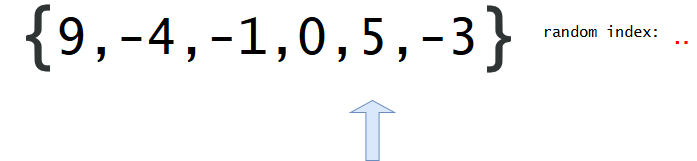 {9,-4,-1,0,5,-3}
random index: ..